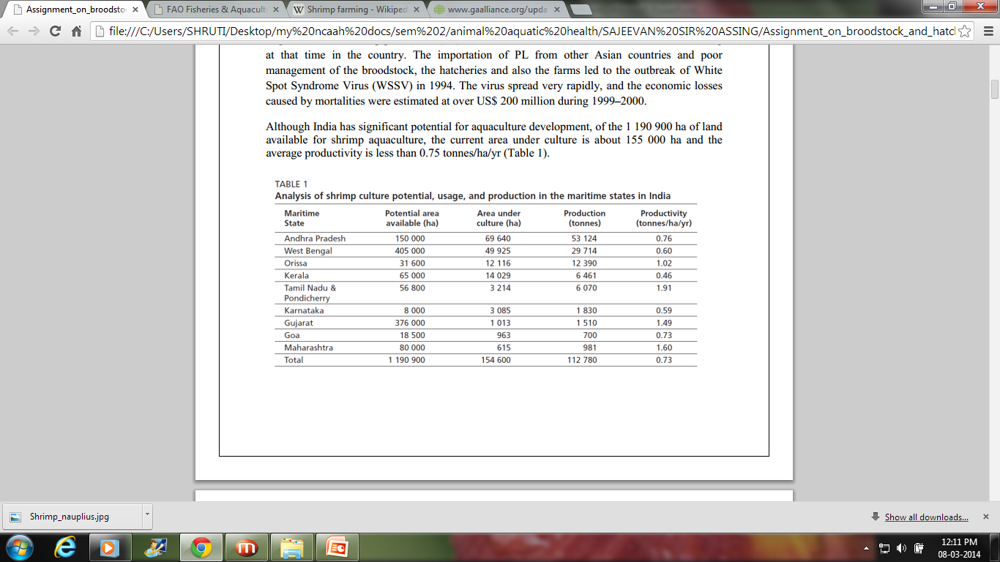 Assignment_on_broodsto
FAO Fisheries & Aquacult
W Shrimp farming - Wikiped
www.gaalliance.org/upda
file:///C:/Users/SHRUTI/Desktop/my%20ncaah%20docs/sem%202/animal%20aquatic%20health/SAJEEVAN%20SIR%20ASSING/Assignment_on_broodstock_and_hatcl
at that time in the country. The importation of PL from other Asian countries and poor
management of the broodstock, the hatcheries and also the farms led to the outbreak of White
Spot Syndrome Virus (WSSV) in 1994. The virus spread very rapidly, and the economic losses
caused by mortalities were estimated at over US$ 200 million during 1999–2000.
Although India has significant potential for aquaculture development, of the 1 190 900 ha of land
available for shrimp aquaculture, the current area under culture is about 155 000 ha and the
average productivity is less than 0.75 tonnes/ha/yr (Table 1).
TABLE 1
Analysis of shrimp culture potential, usage, and production in the maritime states in India
Maritime Potential area Area under Production Productivity
State available (ha) culture (ha) (tonnes) (tonnes/ha/yr)
Andhra Pradesh 150 000 69 640 53 124 0.76
West Bengal 405 000 49 925 29 714 0.60
Orissa 31 600 12 116 12 390 1.02
Kerala 65 000 14 029 6 461 0.46
Tamil Nadu & 56 800 3 214 6 070 1.91
Pondicherry
Karnataka 8 000 3 085 1 830 0.59
Gujarat 376 000 1 013 1 510 1.49
Goa 18 500 963 700 0.73
Maharashtra 80 000 615 981 1.60
Total 1 190 900 154 600 112 780 0.73
Shrimp_nauplius.jpg
Show all downloads...
12:11 PM
08-03-2014